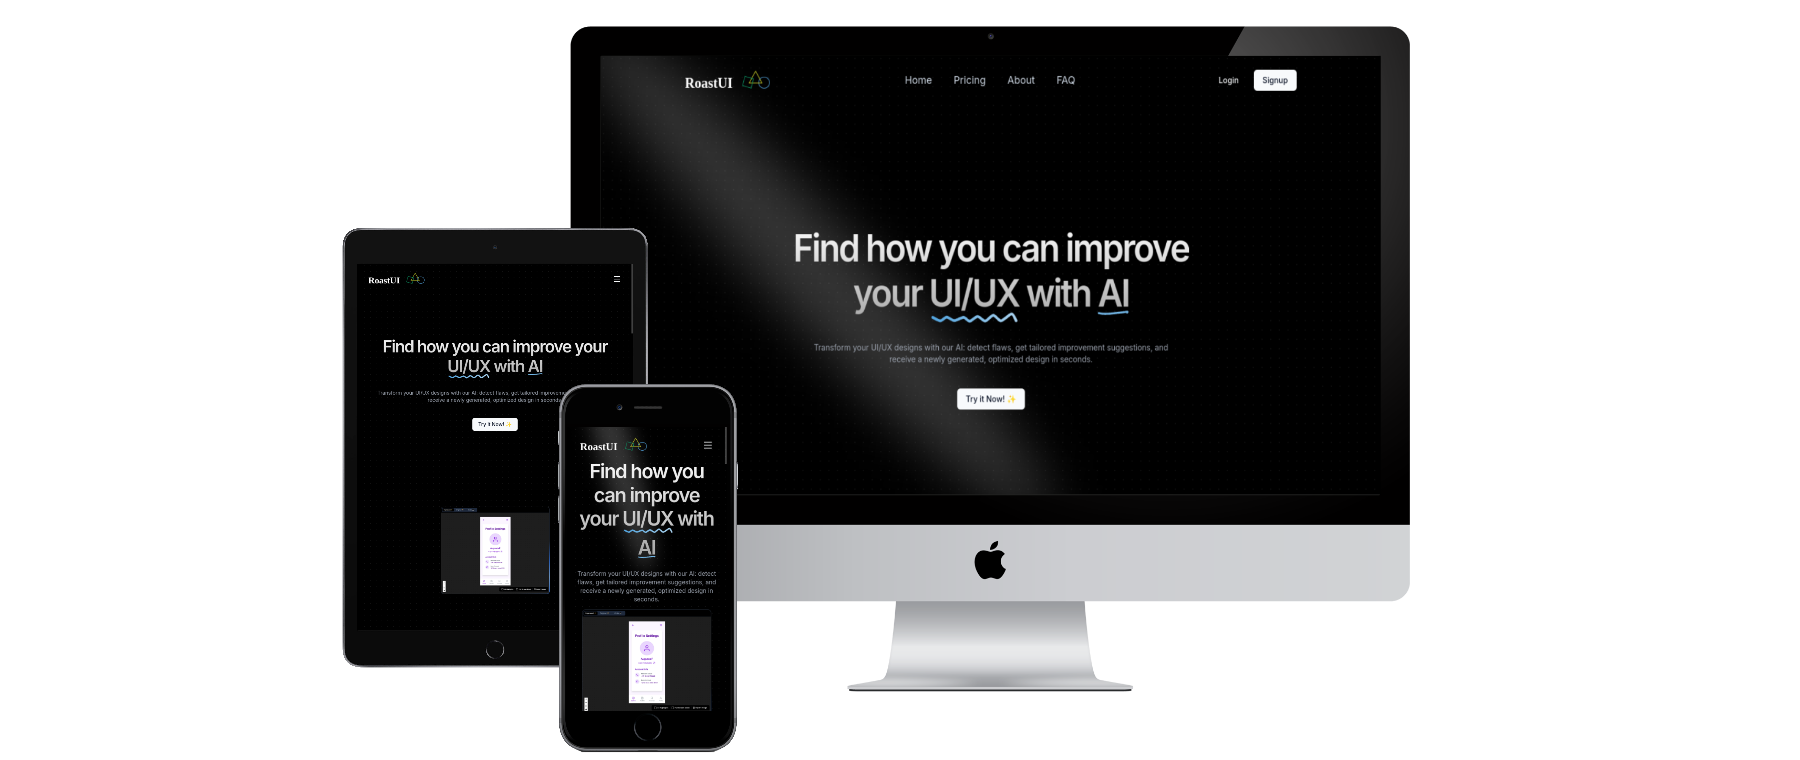 RoastUI
Home Pricing About FAQ
Login Signup
Find how you can improve
your UI/UX with AI
Transform your UI/UX designs with our AI: detect flaws, get tailored improvement suggestions, and
receive a newly generated, optimized design in seconds.
Try it Now! ✨
RoastUI
Find how you can improve your
UI/UX with AI
Transform your UI/UX designs with our AI: detect flaws, get tailored improveme
receive a newly generated, optimized design in seconds
Try it Now! ✨
RoastUI
Find how you
can improve
your UI/UX with
AI
Transform your UI/UX designs with our AI: detect
flaws, get tailored improvement suggestions, and
receive a newly generated, optimized design in
seconds.
Profile Settings